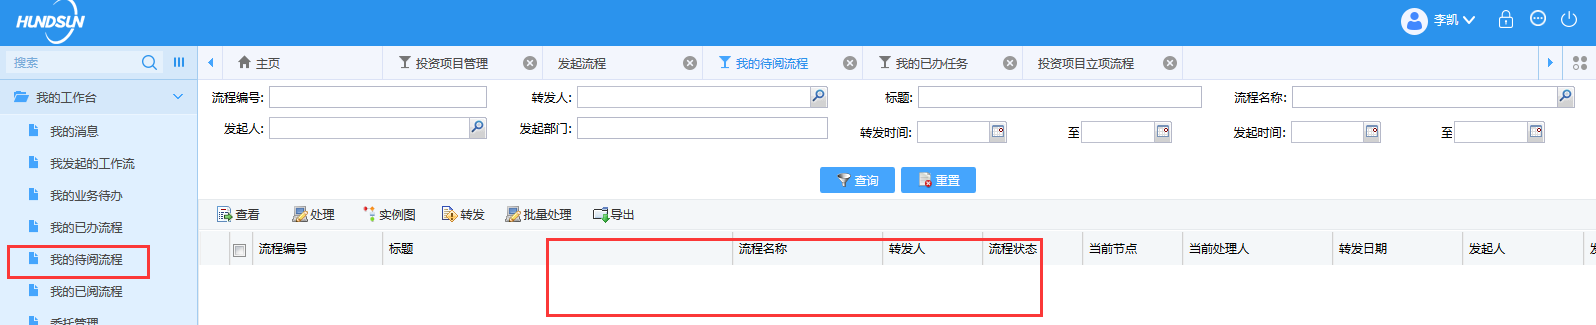 HUNDSUN
李凯
搜索
主页
投资项目管理
发起流程
我的待阅流程
我的已办任务
投资项目立项流程
我的工作台
我的消息
我发起的工作流
我的业务待办
我的已办流程
我的待阅流程
我的已阅流程
委托管理
流程编号:
转发人:
标题:
流程名称:
发起人:
发起部门:
转发时间:
至
发起时间:
至
查询
重置
查看
处理
实例图
转发
批量处理
导出
流程编号
标题
流程名称
转发人
流程状态
当前节点
当前处理人
转发日期
发起人